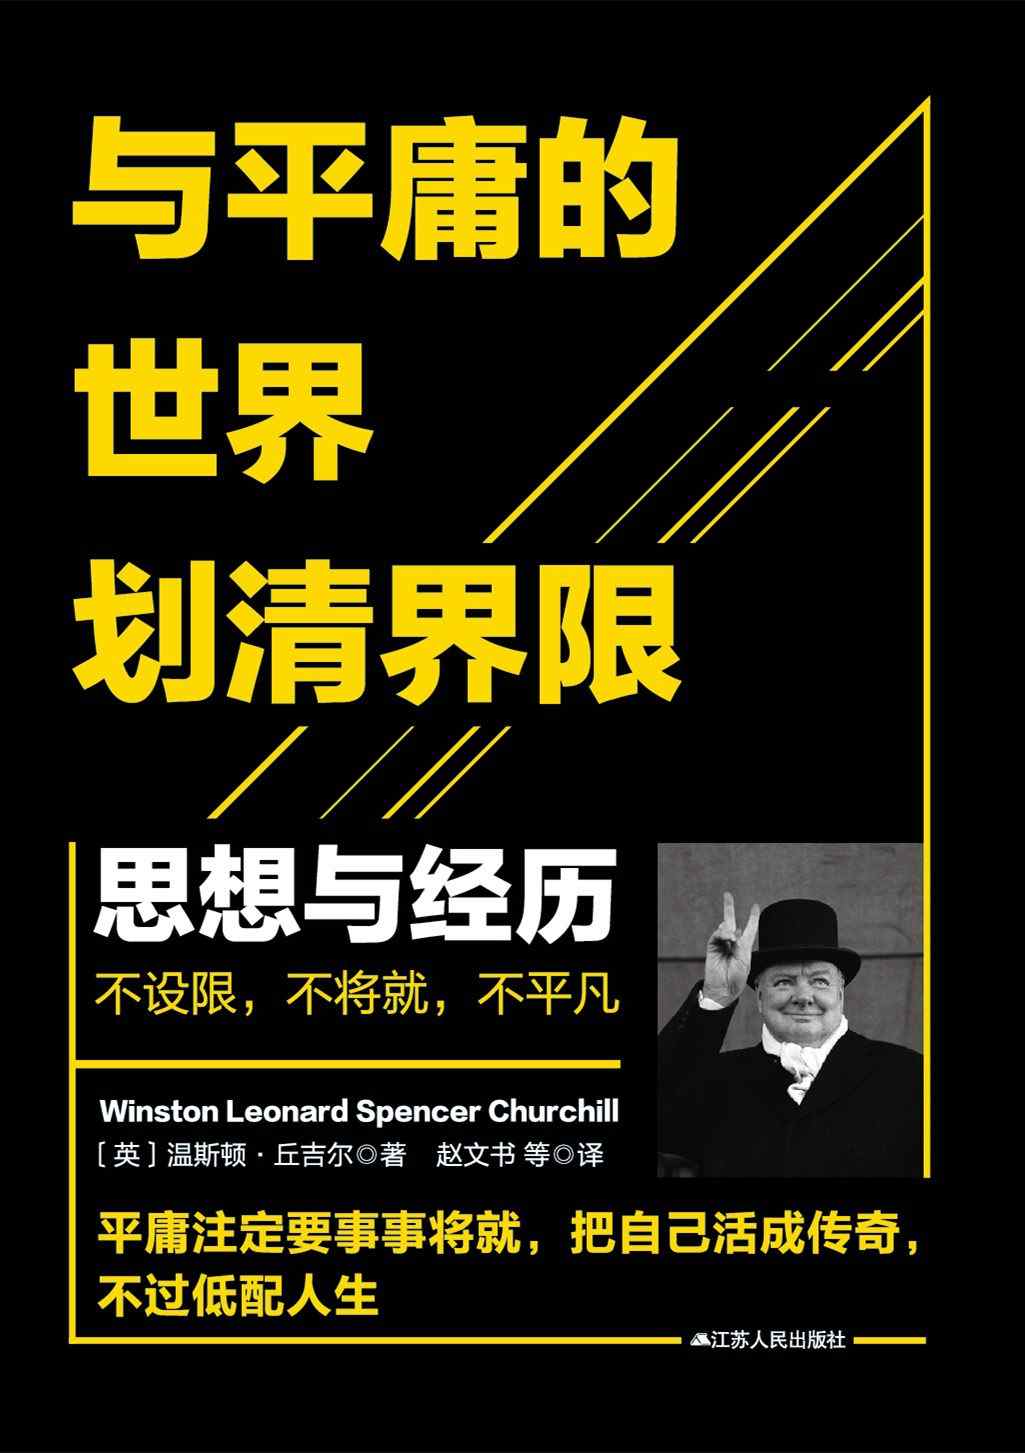 与平庸的
世界
划清界限
思想与经历
不设限，不将就，不平凡
Winston Leonard Spencer Churchill
［英］温斯顿·丘吉尔◎著 赵文书 等◎译
平庸注定要事事将就，把自己活成传奇，
不过低配人生
江苏人民出版社